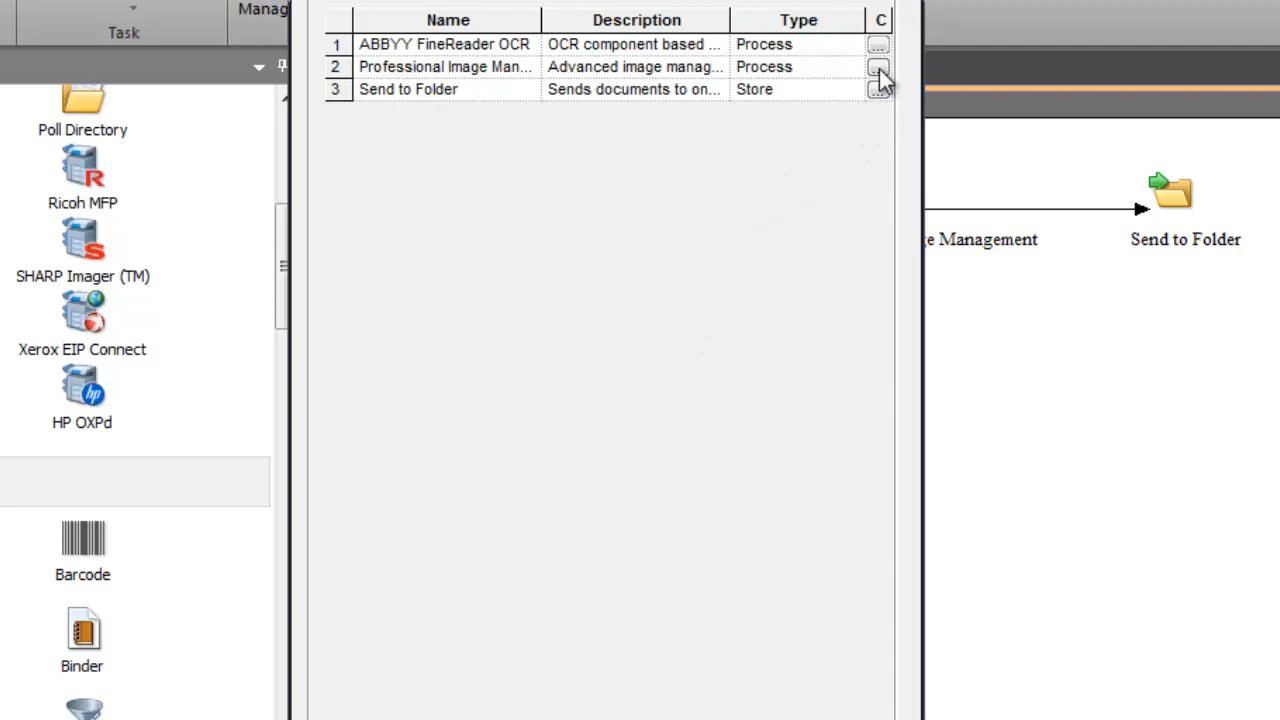 Manag
Task
Name Description Type C
1 ABBYY FineReader OCR OCR component based ... Process ...
2 Professional Image Man... Advanced image manag... Process ...
3 Send to Folder Sends documents to on... Store ...
Poll Directory
R
Ricoh MFP
S
SHARP Imager (TM)
Xerox EIP Connect
hp
HP OXPd
Barcode
Binder
e Management
Send to Folder